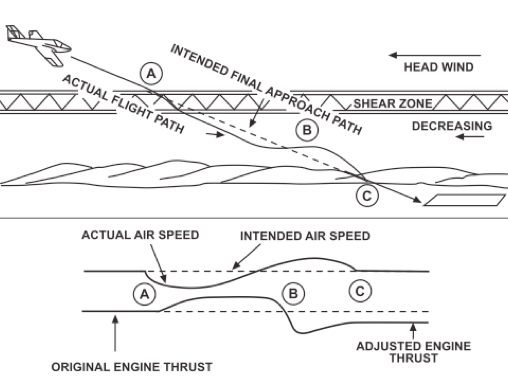 A
INTENDED FINAL APPROACH PATH
HEAD WIND
ACTUAL FLIGHT PATH
SHEAR ZONE
B
DECREASING
C
ACTUAL AIR SPEED
INTENDED AIR SPEED
A
B
C
ORIGINAL ENGINE THRUST
ADJUSTED ENGINE
THRUST